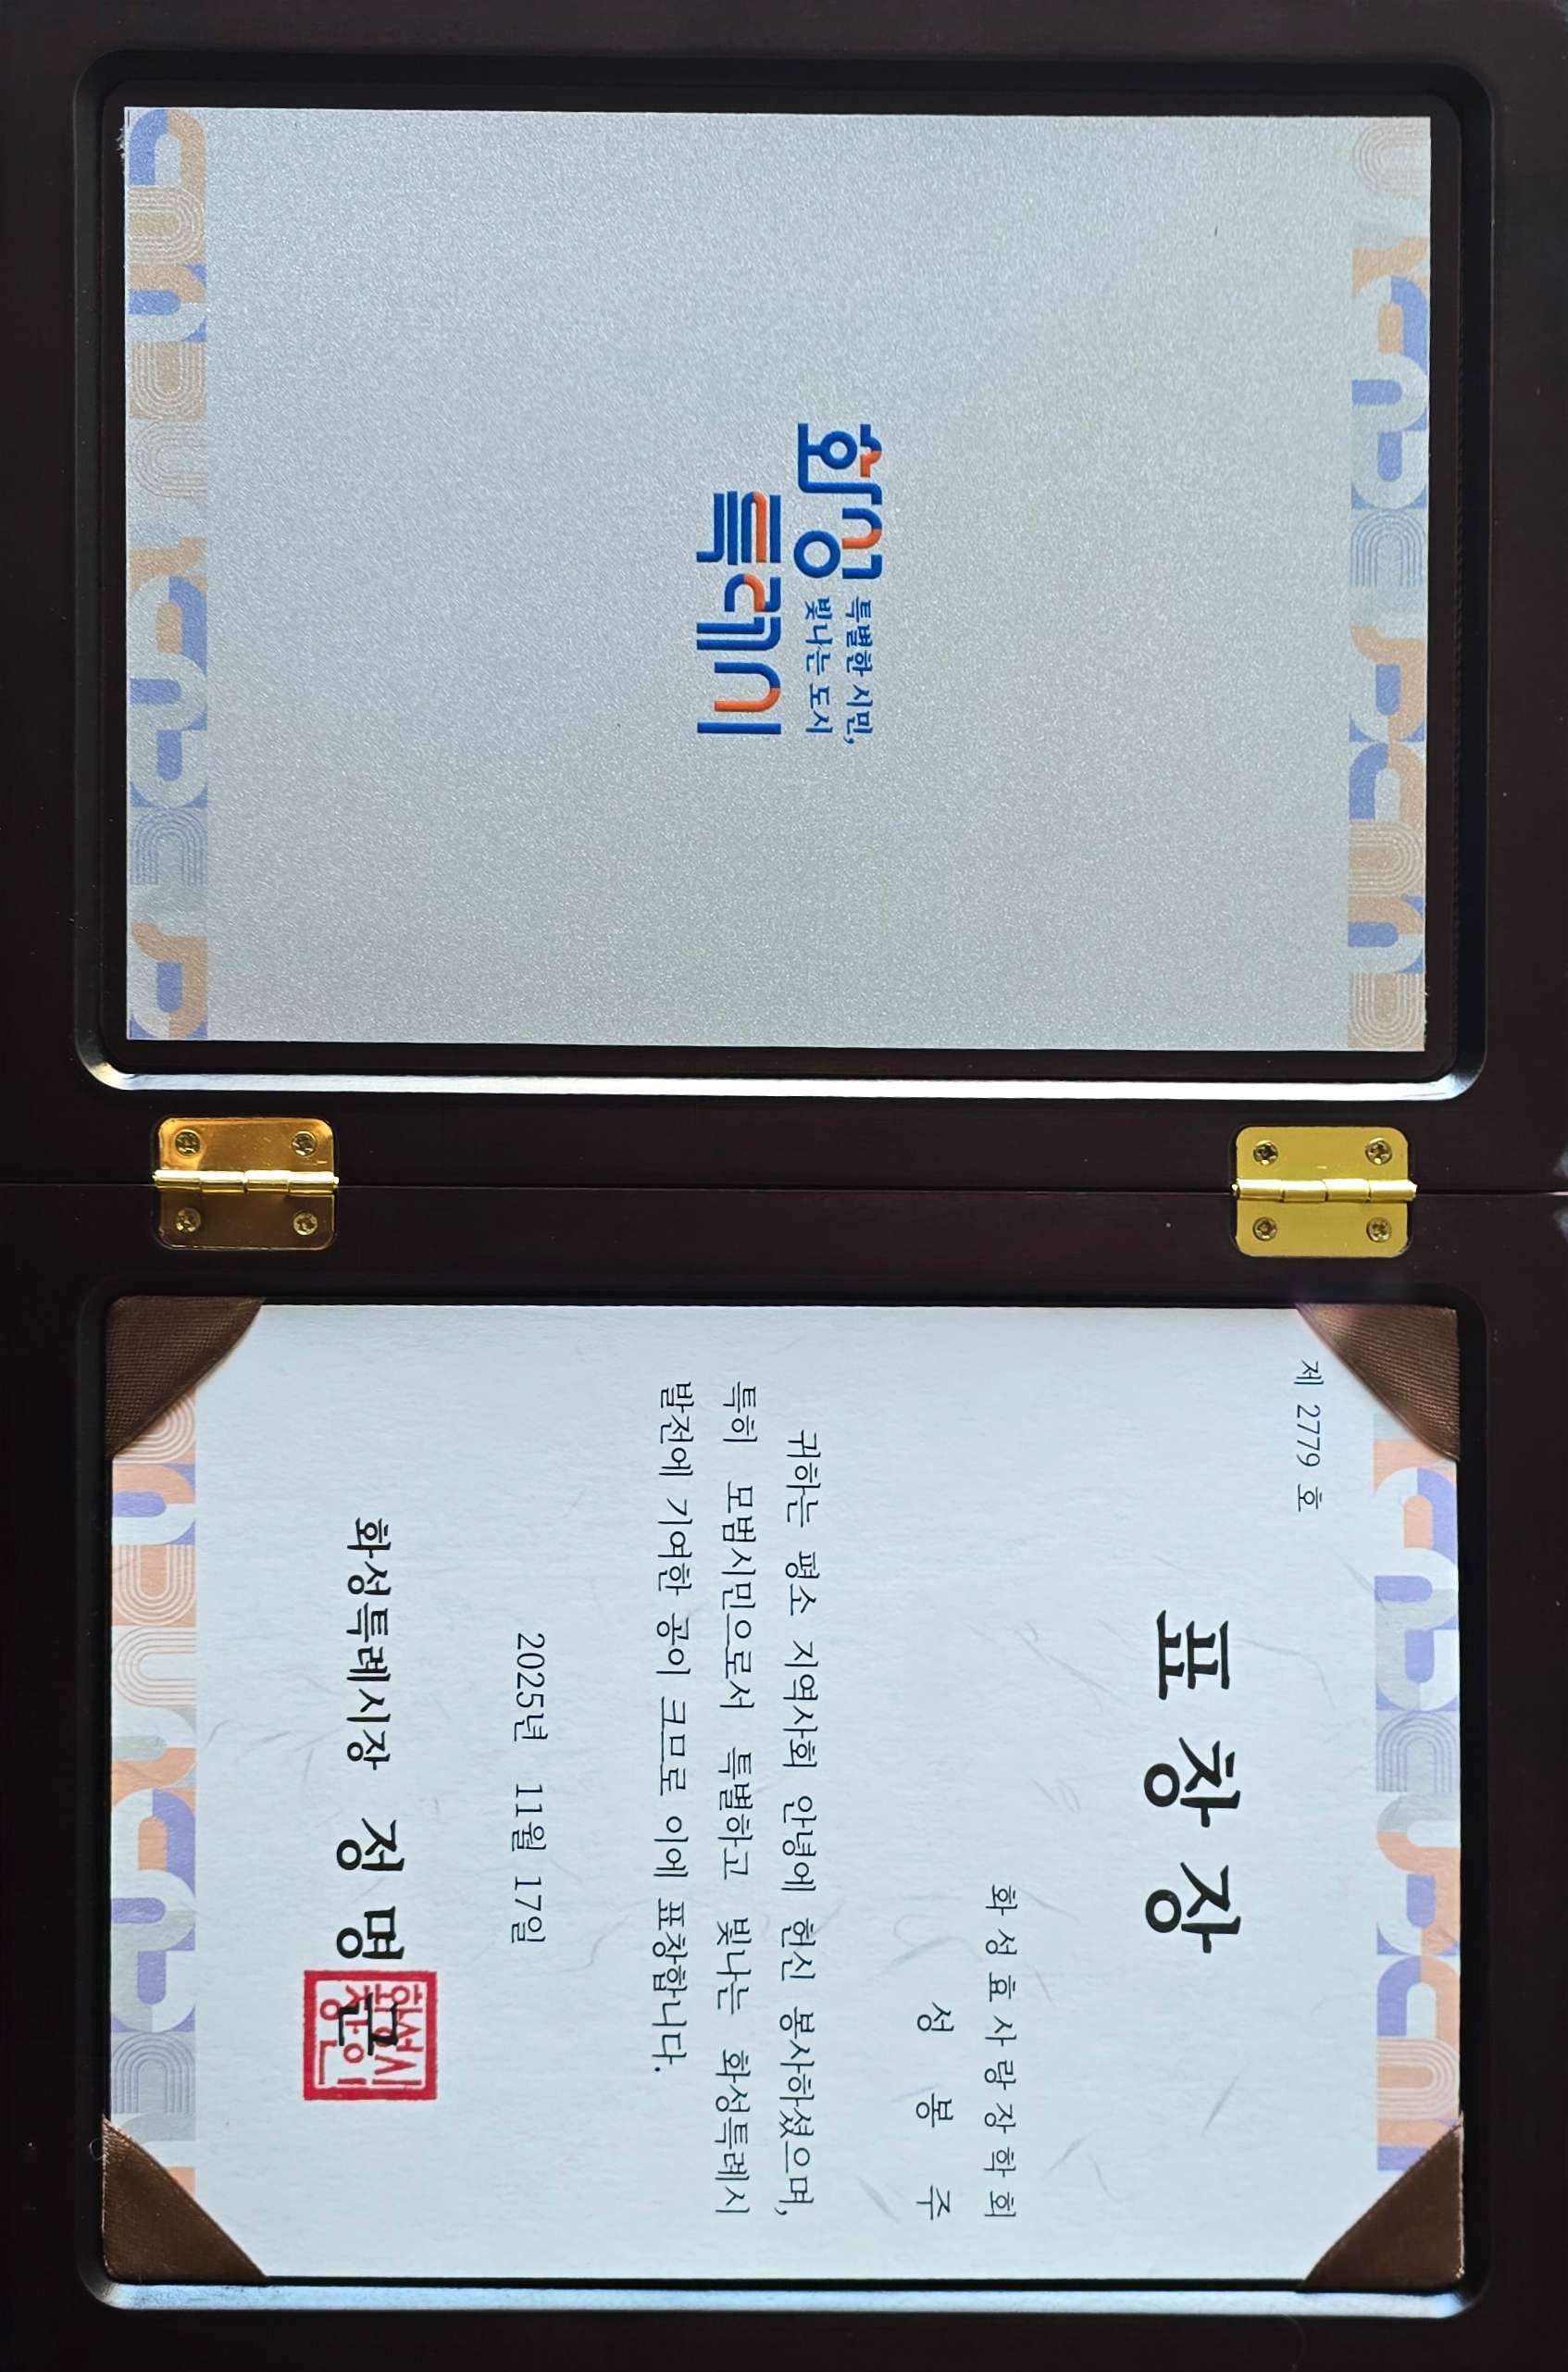 화성 특별한 시민,
빛나는 도시
특례시
제 2779 호
표 창 장
화성효사랑장학회
성 봉 주
귀하는 평소 지역사회 안녕에 헌신 봉사하셨으며,
특히 모범시민으로서 특별하고 빛나는 화성특례시
발전에 기여한 공이 크므로 이에 표창합니다.
2025년 11월 17일
화성특례시장 정 명 근
화성시
장인